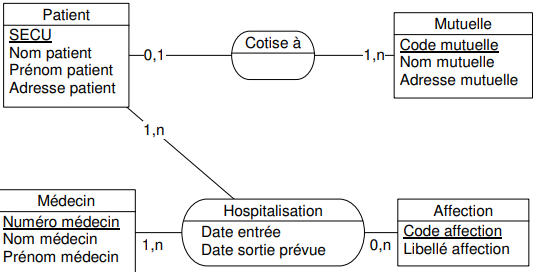 Patient
SECU
Nom patient
Prénom patient
Adresse patient
0,1
Cotise à
1,n
Mutuelle
Code mutuelle
Nom mutuelle
Adresse mutuelle
1,n
Médecin
Numéro médecin
Nom médecin
Prénom médecin
1,n
Hospitalisation
Date entrée
Date sortie prévue
0,n
Affection
Code affection
Libellé affection